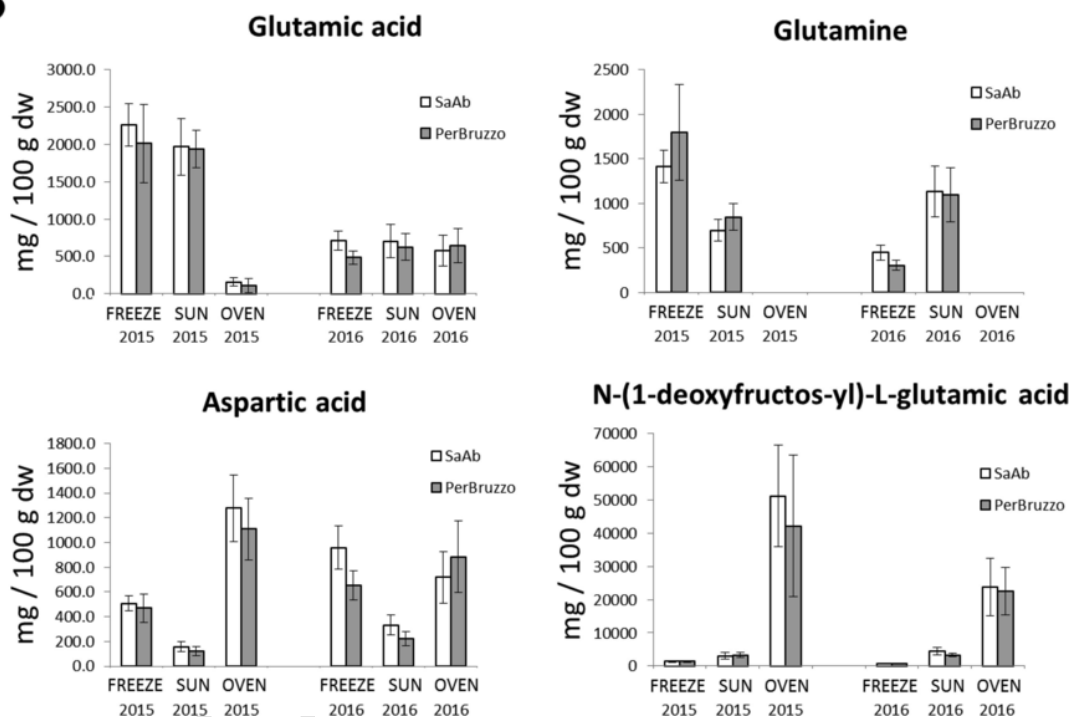 Glutamic acid
mg / 100 g dw
3000.0
2500.0
2000.0
1500.0
1000.0
500.0
0.0
SaAb
PerBruzzo
FREEZE SUN OVEN FREEZE SUN OVEN
2015 2015 2015 2016 2016 2016
Glutamine
mg / 100 g dw
2500
2000
1500
1000
500
0
SaAb
PerBruzzo
FREEZE SUN OVEN FREEZE SUN OVEN
2015 2015 2015 2016 2016 2016
Aspartic acid
mg / 100 g dw
1800.0
1600.0
1400.0
1200.0
1000.0
800.0
600.0
400.0
200.0
0.0
SaAb
PerBruzzo
FREEZE SUN OVEN FREEZE SUN OVEN
2015 2015 2015 2016 2016 2016
N-(1-deoxyfructos-yl)-L-glutamic acid
mg / 100 g dw
70000
60000
50000
40000
30000
20000
10000
0
SaAb
PerBruzzo
FREEZE SUN OVEN FREEZE SUN OVEN
2015 2015 2015 2016 2016 2016